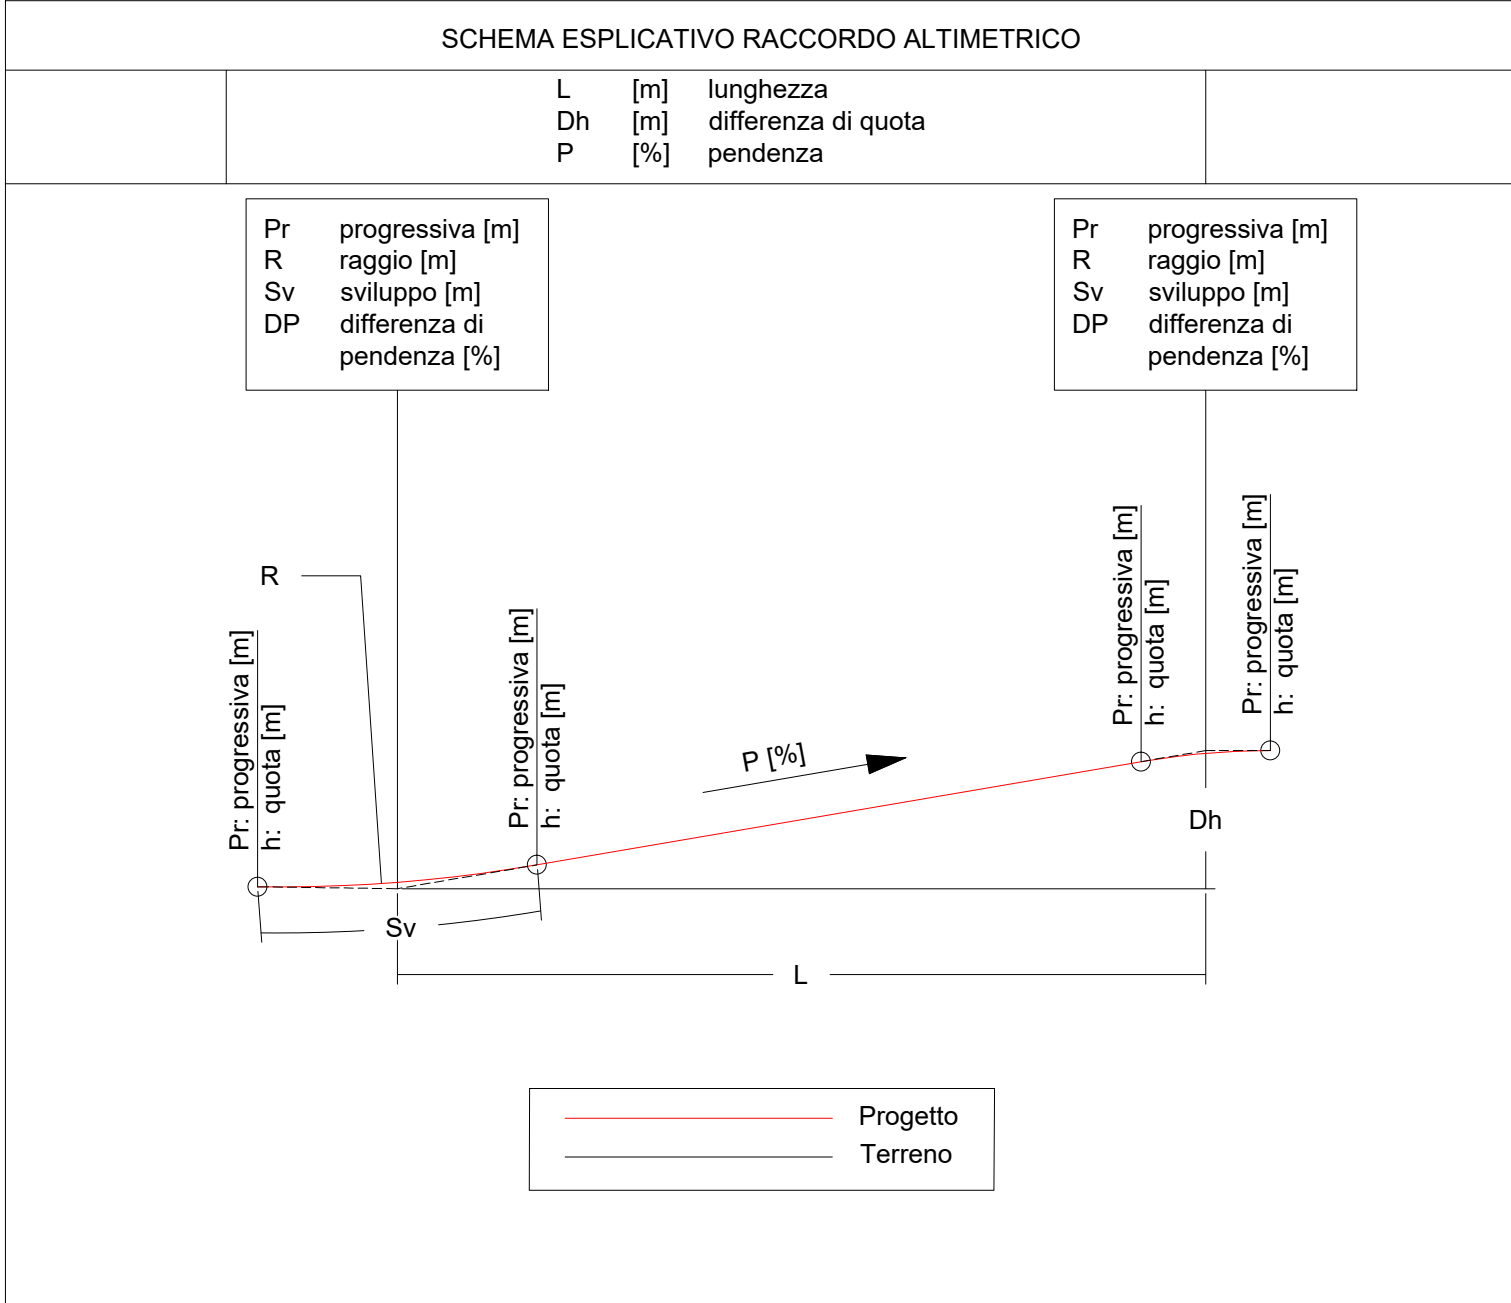 SCHEMA ESPLICATIVO RACCORDO ALTIMETRICO
L [m] lunghezza
Dh [m] differenza di quota
P [%] pendenza
Pr progressiva [m]
R raggio [m]
Sv sviluppo [m]
DP differenza di
pendenza [%]
Pr progressiva [m]
R raggio [m]
Sv sviluppo [m]
DP differenza di
pendenza [%]
R
Pr: progressiva [m]
h: quota [m]
Pr: progressiva [m]
h: quota [m]
P [%]
Pr: progressiva [m]
h: quota [m]
Pr: progressiva [m]
h: quota [m]
Dh
Sv
L
Progetto
Terreno